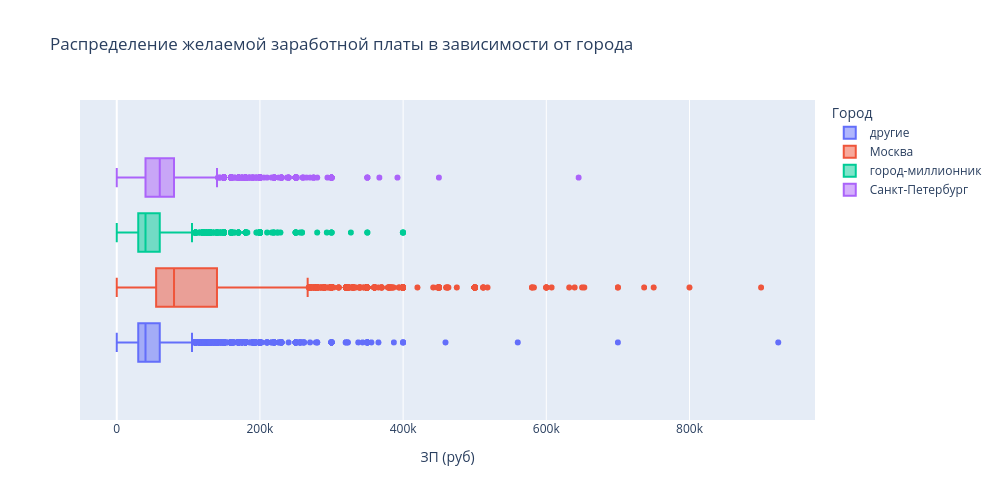 Распределение желаемой заработной платы в зависимости от города
Город
другие
Москва
город-миллионник
Санкт-Петербург
0
200k
400k
600k
800k
ЗП (руб)